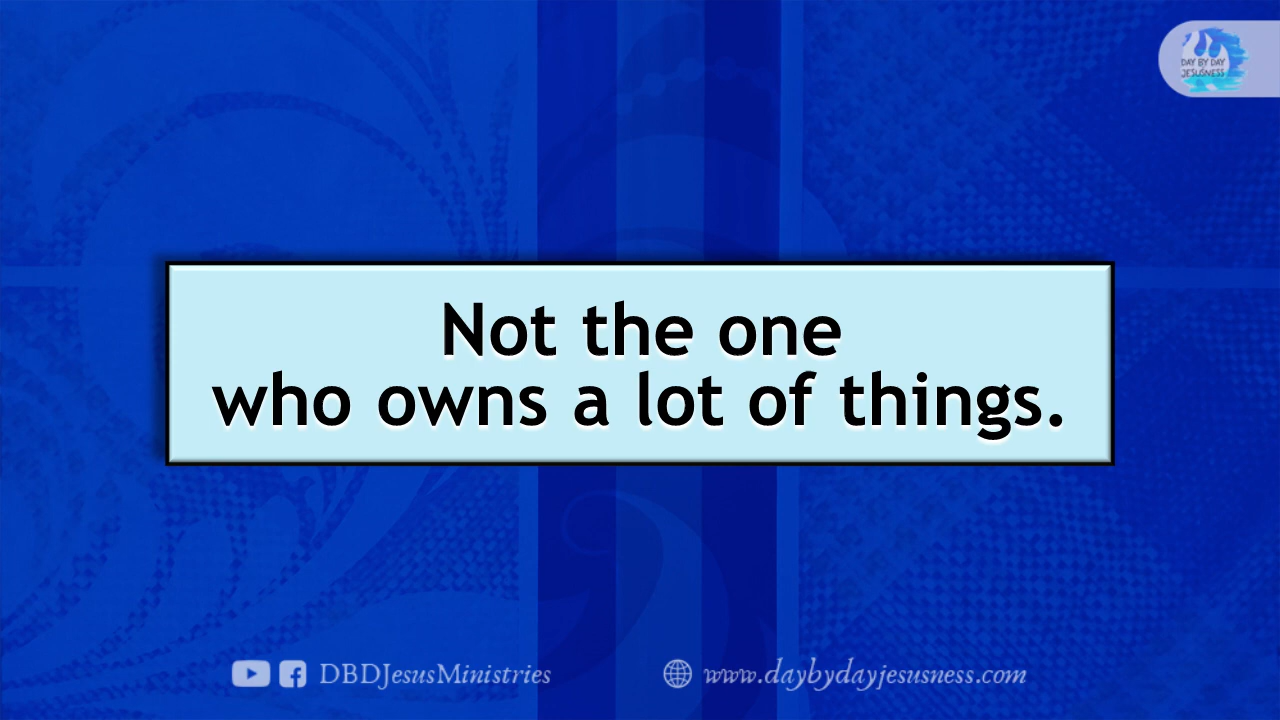 DAY BY DAY
JESUSNESS
Not the one
who owns a lot of things.
DBDJesusMinistries
www.daybydayjesusness.com